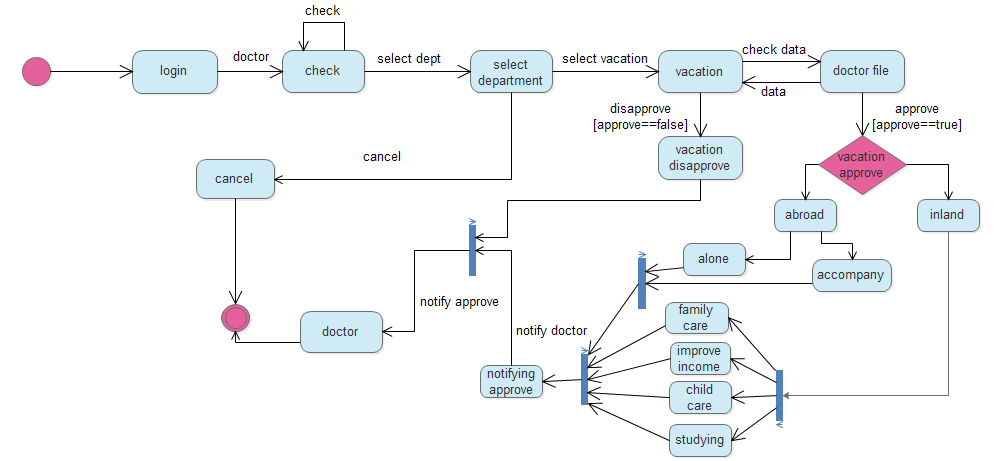 check
login
doctor
check
select dept
select
department
select vacation
vacation
check data
data
doctor file
disapprove
[approve==false]
approve
[approve==true]
vacation
disapprove
vacation
approve
cancel
cancel
abroad
inland
alone
accompany
notify approve
doctor
notify doctor
family
care
improve
income
notifying
approve
child
care
studying